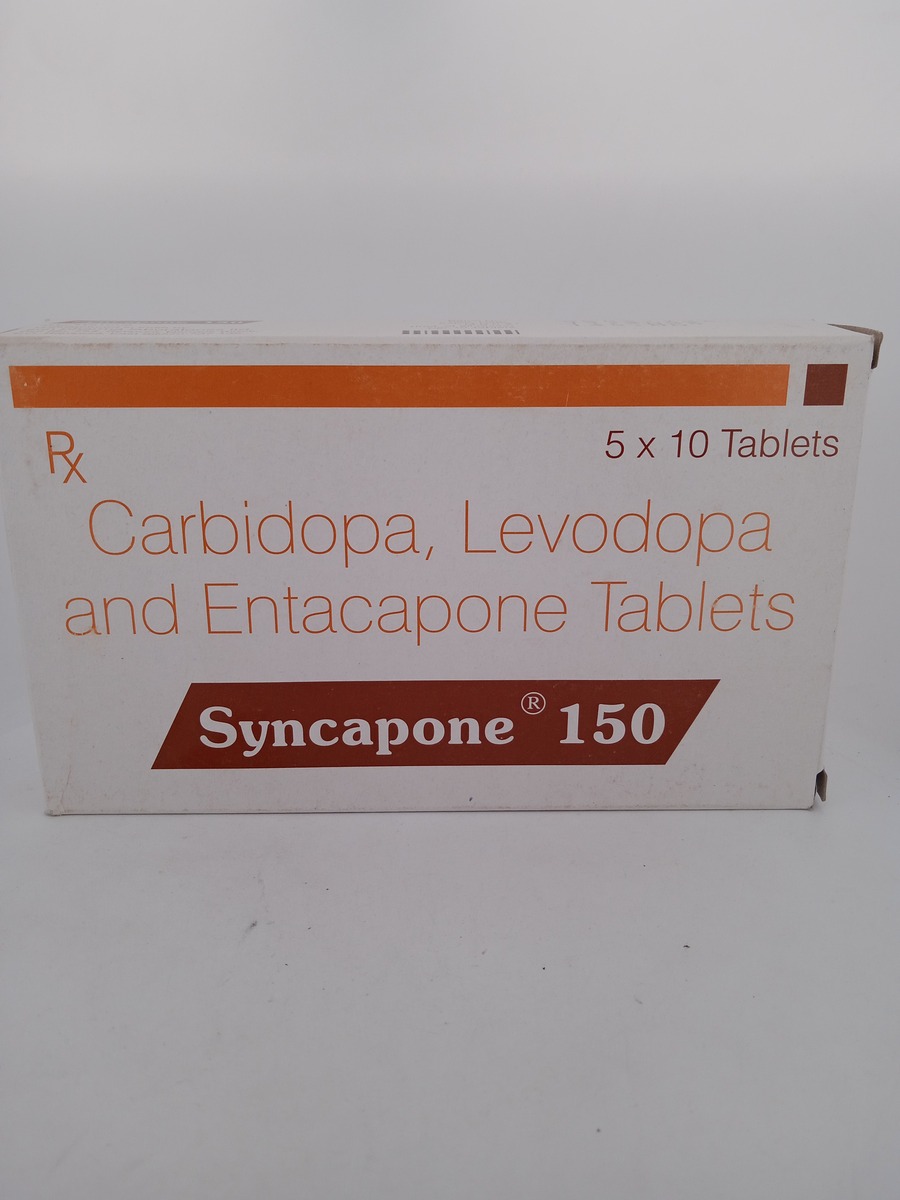 Rx
5 x 10 Tablets
Carbidopa, Levodopa
and Entacapone Tablets
Syncapone® 150